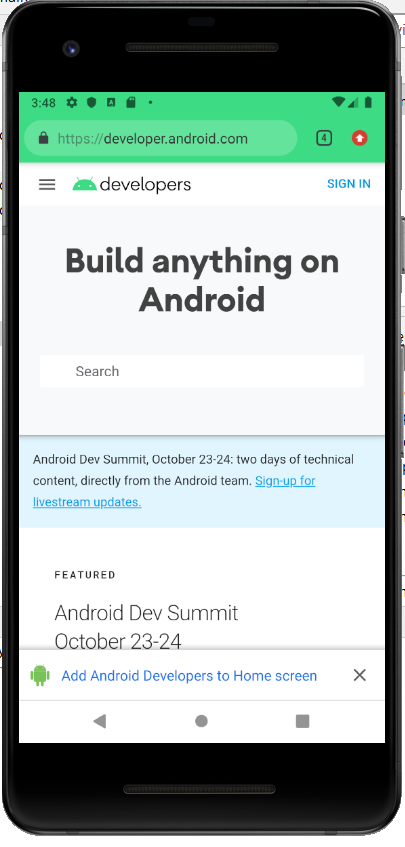 3:48
https://developer.android.com
4
developers
SIGN IN
Build anything on
Android
Search
Android Dev Summit, October 23-24: two days of technical
content, directly from the Android team. Sign-up for
livestream updates.
FEATURED
Android Dev Summit
October 23-24
Add Android Developers to Home screen